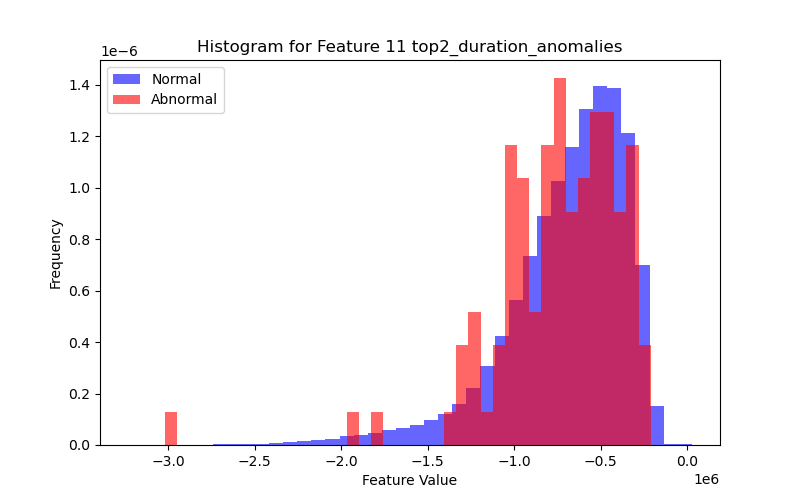 Histogram for Feature 11 top2_duration_anomalies
1e−6
Normal
Abnormal
1.4
1.2
1.0
0.8
0.6
0.4
0.2
0.0
Frequency
−3.0 −2.5 −2.0 −1.5 −1.0 −0.5 0.0
1e6
Feature Value